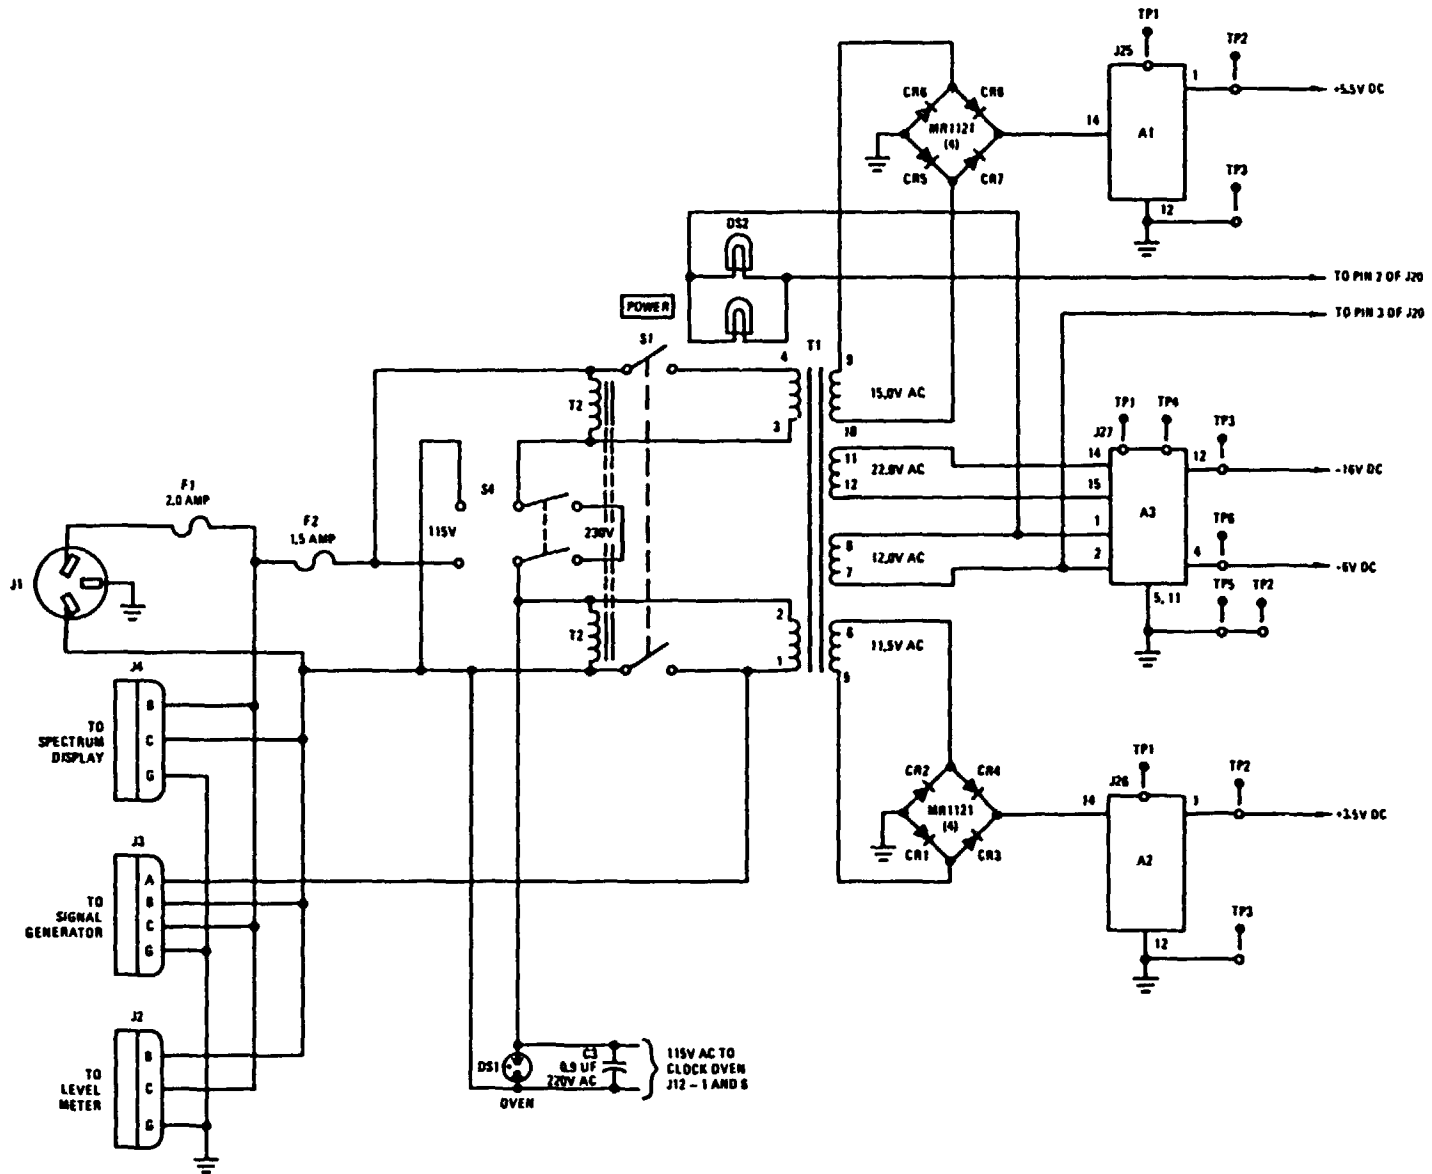 TP1
J25
TP2
1
+5.5V DC
CR6
CR8
MR1121
(4)
14
A1
CR5
CR7
TP3
12
DS2
TO PIN 2 OF J20
POWER
TO PIN 3 OF J20
S1
4
T1
9
T2
15.0V AC
3
10
TP1
TP4
TP3
J27
11
22.0V AC
12
14
12
-16V DC
15
A3
F1
2.0 AMP
S4
F2
1.5 AMP
115V
230V
1
TP6
8
12.0V AC
7
2
4
-6V DC
J1
5, 11
TP5
TP2
2
T2
1
6
11.5V AC
5
J4
B
TO
SPECTRUM
DISPLAY
C
G
TP1
J26
TP2
CR2
CR4
14
1
+3.5V DC
MR1121
(4)
CR1
CR3
A2
J3
A
TO
SIGNAL
GENERATOR
B
C
G
TP3
12
J2
B
TO
LEVEL
METER
C
G
DS1
OVEN
C3
220V AC
115V AC TO
CLOCK OVEN
J12 - 1 AND 6